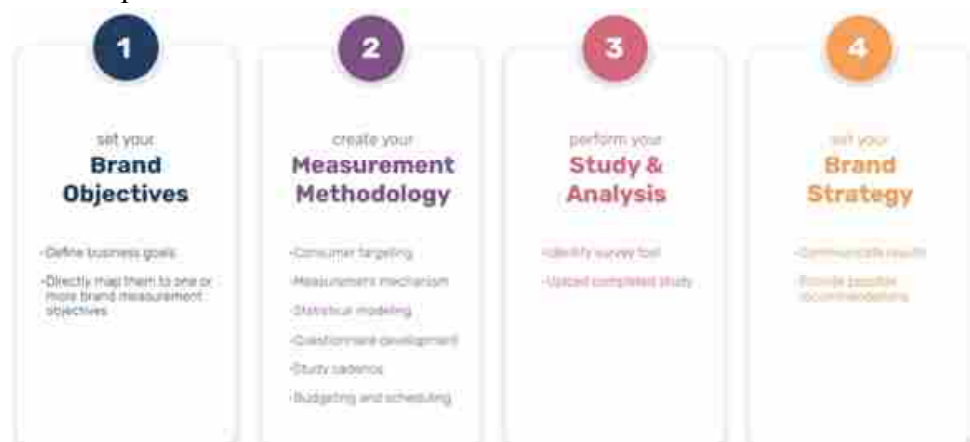 1
set your
Brand
Objectives
-Define business goals
-Directly map them to one or
more brand measurement
objectives
2
create your
Measurement
Methodology
-Consumer targeting
-Measurement mechanism
-Statistical modeling
-Questionnaire development
-Study cadence
-Budgeting and scheduling
3
perform your
Study &
Analysis
-Identify survey tool
-Upload completed study
4
set your
Brand
Strategy
-Communicate results
-Provide
recommendations